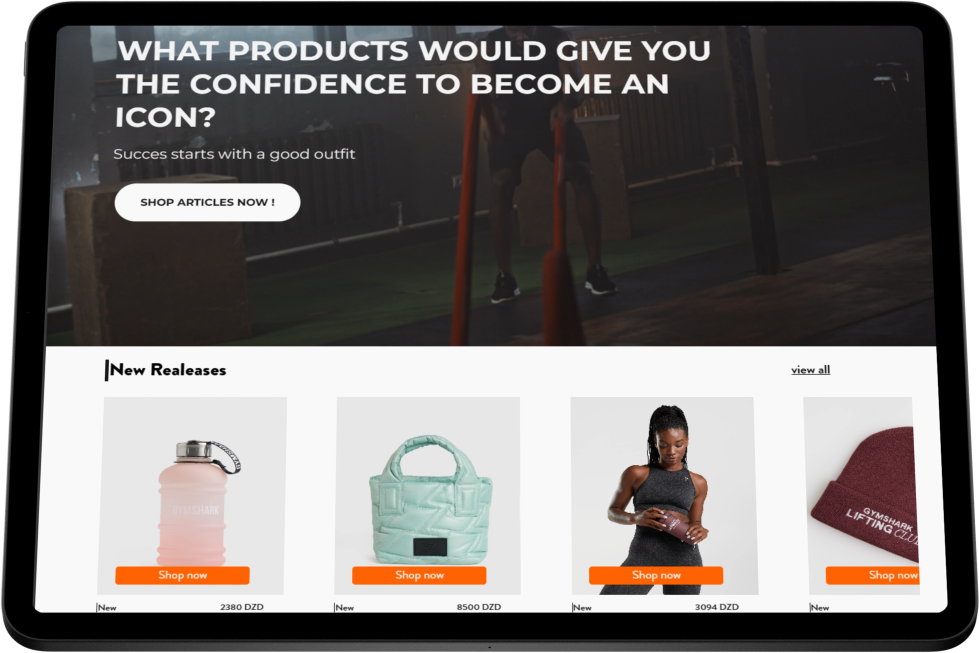 WHAT PRODUCTS WOULD GIVE YOU
THE CONFIDENCE TO BECOME AN
ICON?
Succes starts with a good outfit
SHOP ARTICLES NOW !
New Realeases
view all
GYMSHARK
GYMSHARK
LIFTING CLU
Shop now
Shop now
Shop now
Shop now
New 2380 DZD
New 8500 DZD
New 3094 DZD
New